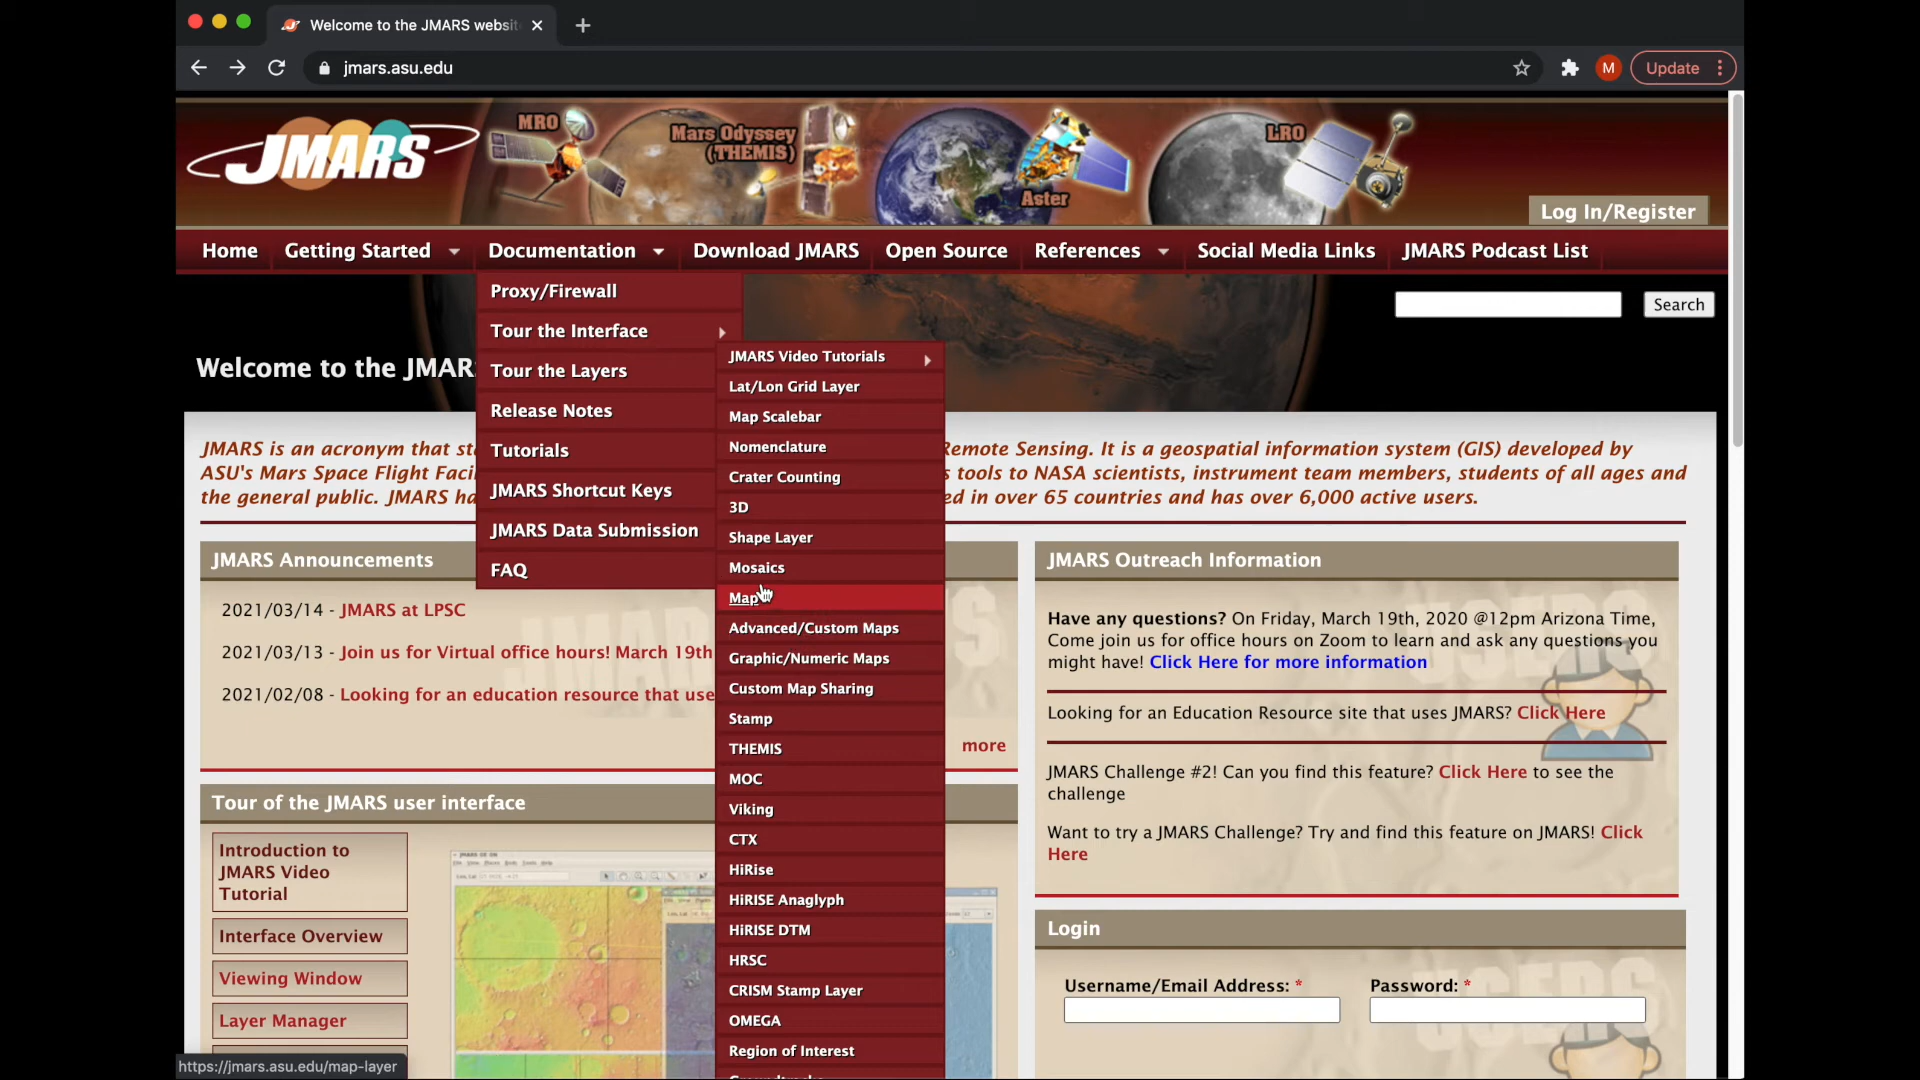 Welcome to the JMARS websit
jmars.asu.edu
M
Update
JMARS
MRO
Mars Odyssey
(THEMIS)
Aster
LRO
Log In/Register
Home
Getting Started
Documentation
Download JMARS
Open Source
References
Social Media Links
JMARS Podcast List
Proxy/Firewall
Tour the Interface
Tour the Layers
Release Notes
Tutorials
JMARS Shortcut Keys
JMARS Data Submission
FAQ
JMARS Video Tutorials
Lat/Lon Grid Layer
Map Scalebar
Nomenclature
Crater Counting
3D
Shape Layer
Mosaics
Map
Advanced/Custom Maps
Graphic/Numeric Maps
Custom Map Sharing
Stamp
THEMIS
MOC
Viking
CTX
HiRise
HiRISE Anaglyph
HiRISE DTM
HRSC
CRISM Stamp Layer
OMEGA
Region of Interest
Search
Welcome to the JMAR
JMARS is an acronym that st Remote Sensing. It is a geospatial information system (GIS) developed by
ASU's Mars Space Flight Faci s tools to NASA scientists, instrument team members, students of all ages and
the general public. JMARS ha ed in over 65 countries and has over 6,000 active users.
JMARS Announcements
2021/03/14 - JMARS at LPSC
2021/03/13 - Join us for Virtual office hours! March 19th
2021/02/08 - Looking for an education resource that use
more
Tour of the JMARS user interface
Introduction to
JMARS Video
Tutorial
Interface Overview
Viewing Window
Layer Manager
JMARS Outreach Information
Have any questions? On Friday, March 19th, 2020 @12pm Arizona Time,
Come join us for office hours on Zoom to learn and ask any questions you
might have! Click Here for more information
Looking for an Education Resource site that uses JMARS? Click Here
JMARS Challenge #2! Can you find this feature? Click Here to see the
challenge
Want to try a JMARS Challenge? Try and find this feature on JMARS! Click
Here
Login
Username/Email Address: *
Password: *
https://jmars.asu.edu/map-layer